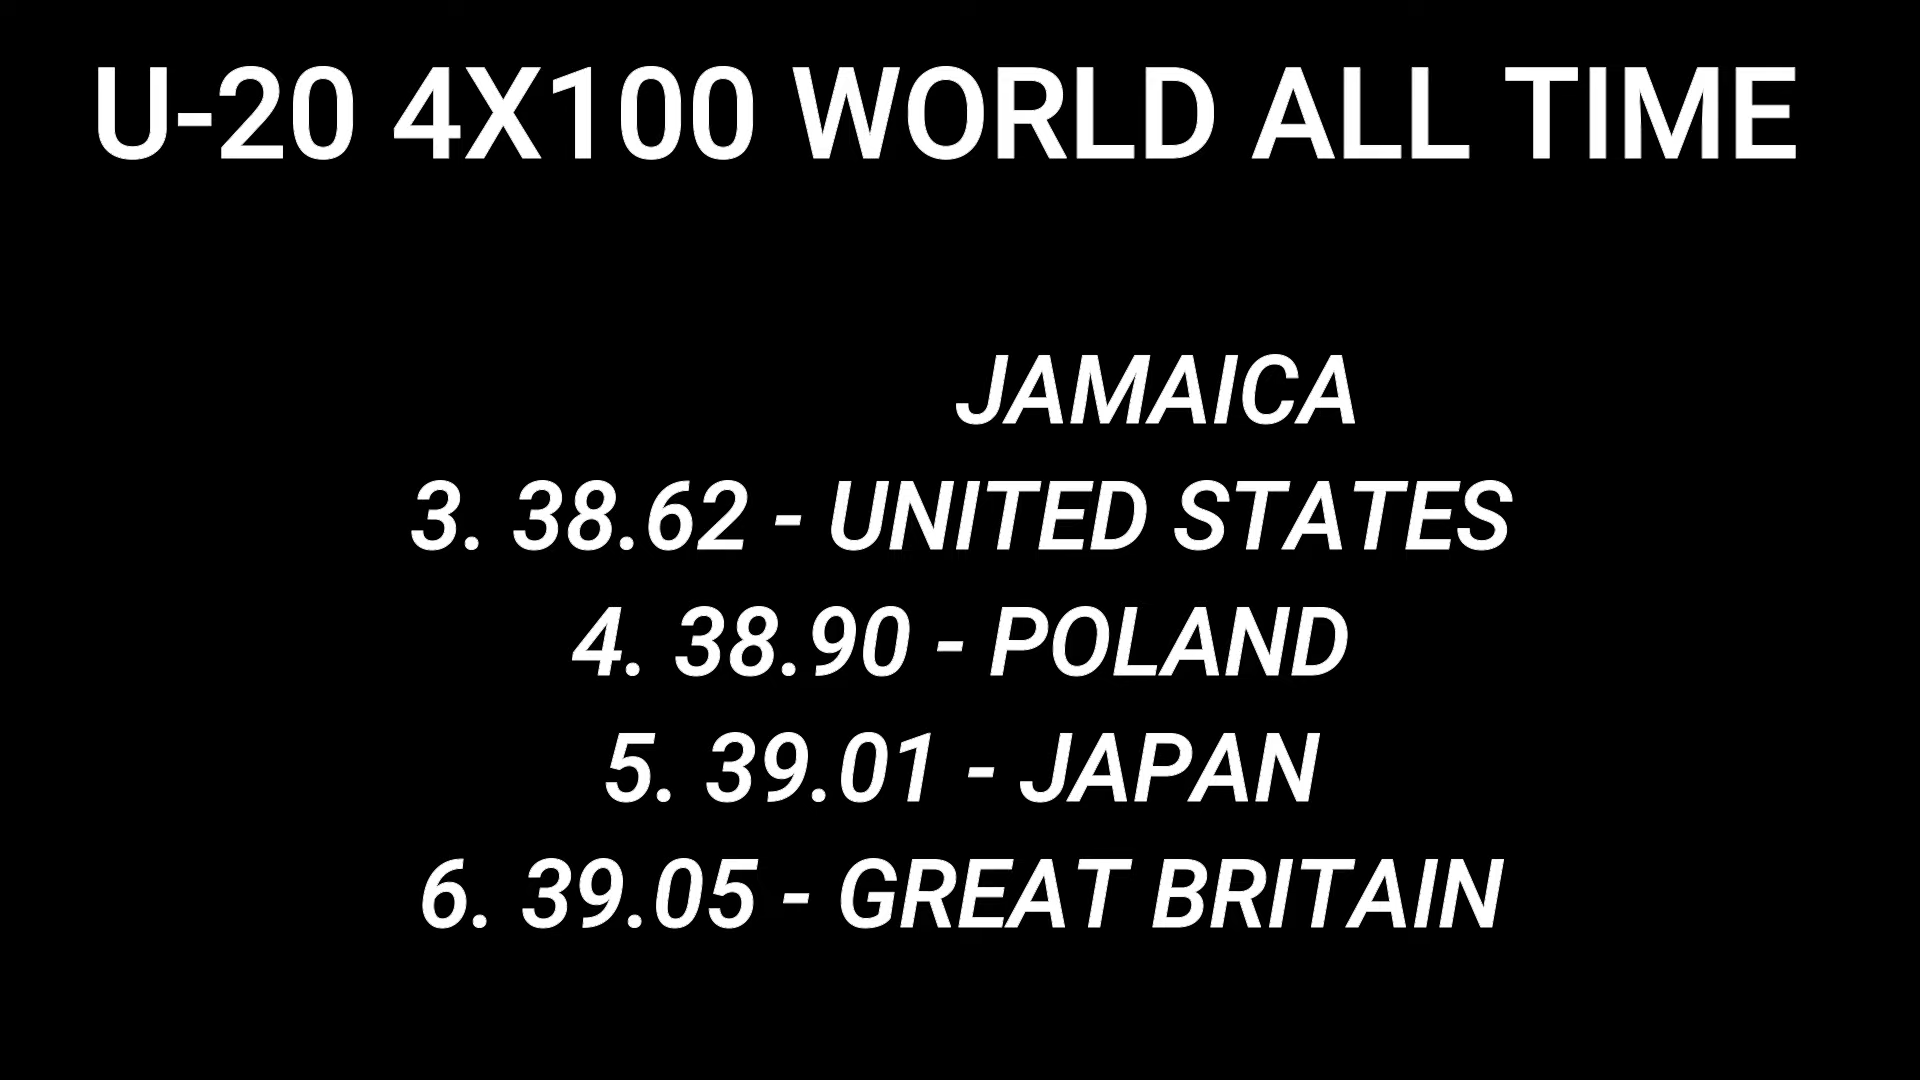 U-20 4X100 WORLD ALL TIME
JAMAICA
3. 38.62 - UNITED STATES
4. 38.90 - POLAND
5. 39.01 - JAPAN
6. 39.05 - GREAT BRITAIN